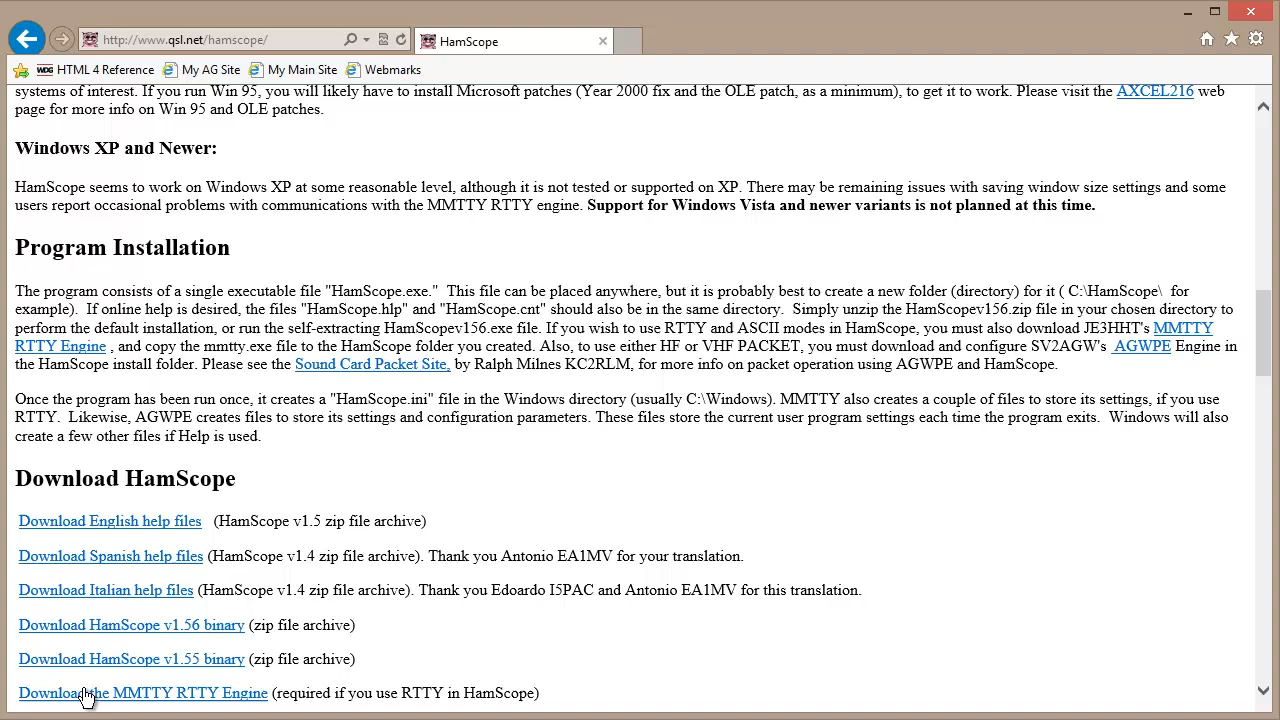 http://www.qsl.net/hamscope/
HamScope
HTML 4 Reference
My AG Site
My Main Site
Webmarks
systems of interest. If you run Win 95, you will likely have to install Microsoft patches (Year 2000 fix and the OLE patch, as a minimum), to get it to work. Please visit the AXCEL216 web
page for more info on Win 95 and OLE patches.
Windows XP and Newer:
HamScope seems to work on Windows XP at some reasonable level, although it is not tested or supported on XP. There may be remaining issues with saving window size settings and some
users report occasional problems with communications with the MMTTY RTTY engine. Support for Windows Vista and newer variants is not planned at this time.
Program Installation
The program consists of a single executable file "HamScope.exe."  This file can be placed anywhere, but it is probably best to create a new folder (directory) for it ( C:\HamScope\  for
example).  If online help is desired, the files "HamScope.hlp" and "HamScope.cnt" should also be in the same directory.  Simply unzip the HamScopev156.zip file in your chosen directory to
perform the default installation, or run the self-extracting HamScopev156.exe file. If you wish to use RTTY and ASCII modes in HamScope, you must also download JE3HHT's MMTTY
RTTY Engine , and copy the mmtty.exe file to the HamScope folder you created. Also, to use either HF or VHF PACKET, you must download and configure SV2AGW's  AGWPE Engine in
the HamScope install folder. Please see the Sound Card Packet Site, by Ralph Milnes KC2RLM, for more info on packet operation using AGWPE and HamScope.
Once the program has been run once, it creates a "HamScope.ini" file in the Windows directory (usually C:\Windows). MMTTY also creates a couple of files to store its settings, if you use
RTTY.  Likewise, AGWPE creates files to store its settings and configuration parameters. These files store the current user program settings each time the program exits.  Windows will also
create a few other files if Help is used.
Download HamScope
Download English help files   (HamScope v1.5 zip file archive)
Download Spanish help files (HamScope v1.4 zip file archive). Thank you Antonio EA1MV for your translation.
Download Italian help files (HamScope v1.4 zip file archive). Thank you Edoardo I5PAC and Antonio EA1MV for this translation.
Download HamScope v1.56 binary (zip file archive)
Download HamScope v1.55 binary (zip file archive)
Download the MMTTY RTTY Engine (required if you use RTTY in HamScope)